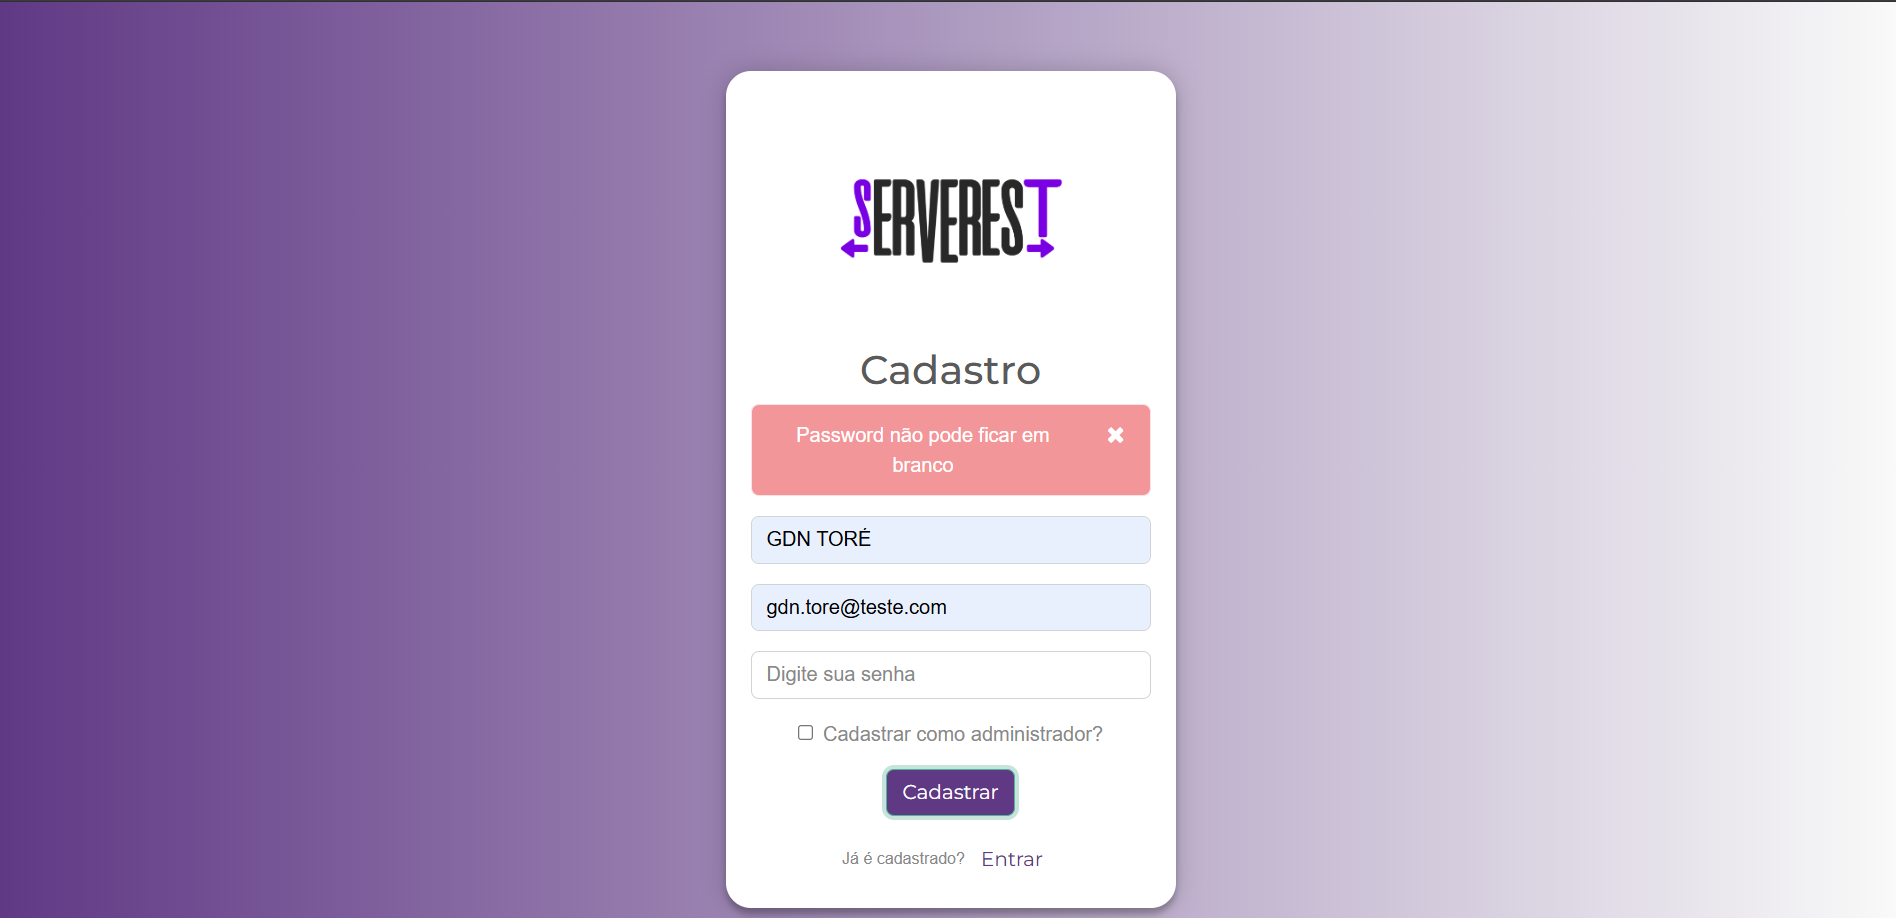 SERVEREST
Cadastro
Password não pode ficar em
branco
GDN TORÉ
gdn.tore@teste.com
Digite sua senha
Cadastrar como administrador?
Cadastrar
Já é cadastrado? Entrar